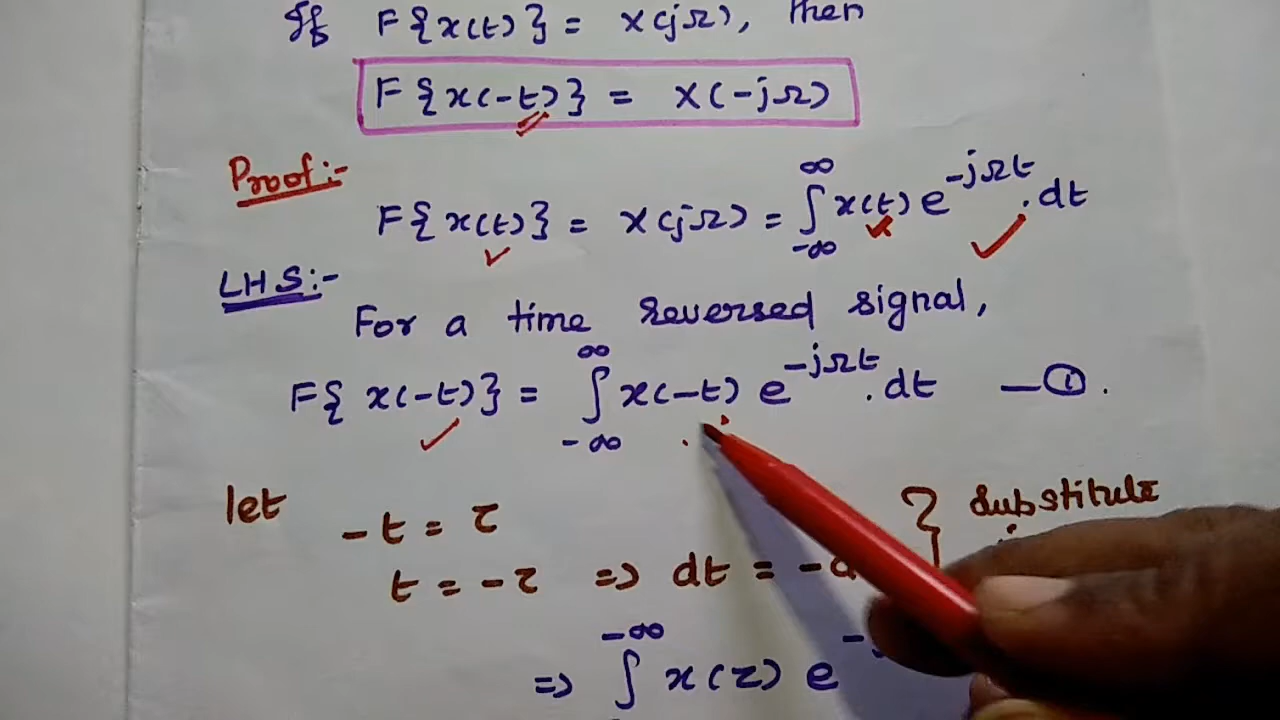 If F{x(t)} = X(jΩ), then
F{x(-t)} = X(-jΩ)
Proof:-
F{x(t)} = X(jΩ) = ∫_{-∞}^{∞} x(t) e^{-jΩt} . dt
LHS:-
For a time reversed signal,
F{x(-t)} = ∫_{-∞}^{∞} x(-t) e^{-jΩt} . dt —①.
let -t = τ } substitute
t = -τ => dt = -d
=> ∫^{-∞} x(τ) e^-